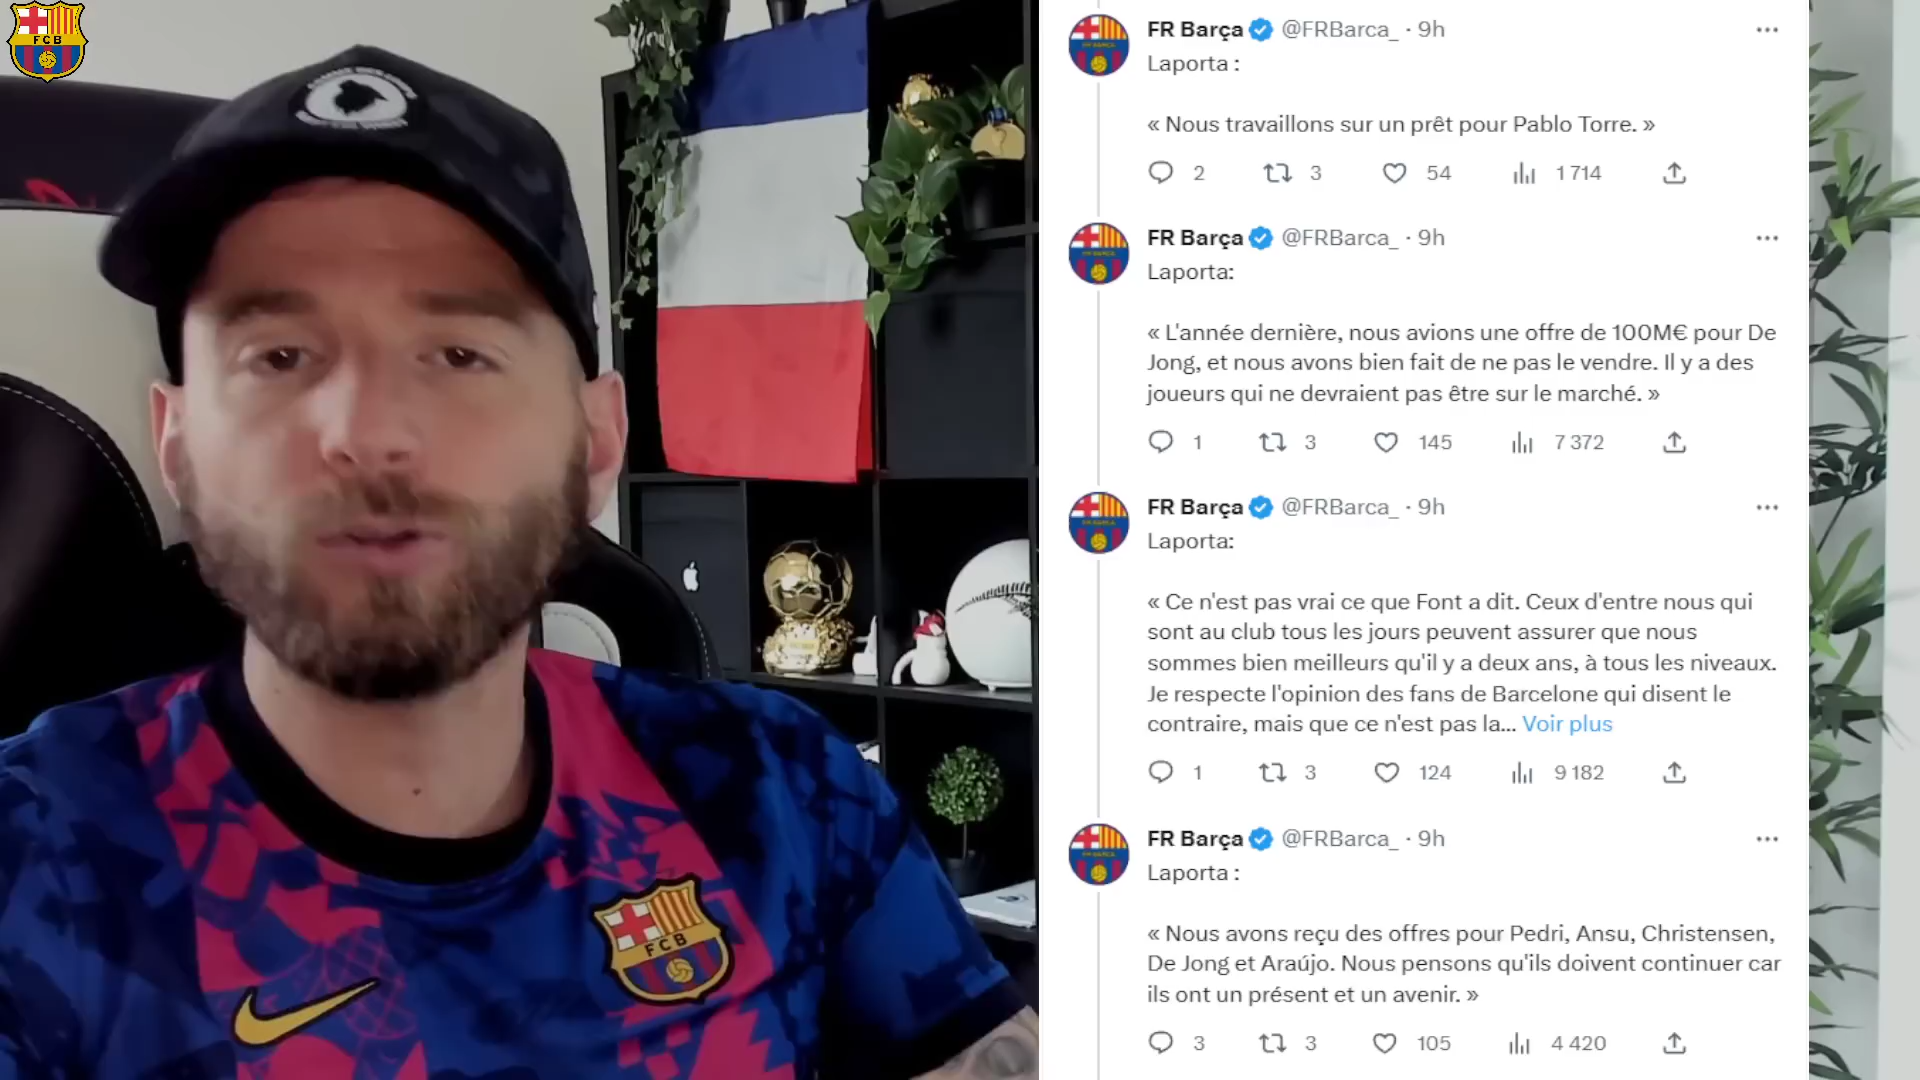 FCB
FCB
FR Barça @FRBarca_ · 9h
Laporta :
« Nous travaillons sur un prêt pour Pablo Torre. »
2 3 54 1 714
FR Barça @FRBarca_ · 9h
Laporta:
« L'année dernière, nous avions une offre de 100M€ pour De
Jong, et nous avons bien fait de ne pas le vendre. Il y a des
joueurs qui ne devraient pas être sur le marché. »
1 3 145 7 372
FR Barça @FRBarca_ · 9h
Laporta:
« Ce n'est pas vrai ce que Font a dit. Ceux d'entre nous qui
sont au club tous les jours peuvent assurer que nous
sommes bien meilleurs qu'il y a deux ans, à tous les niveaux.
Je respecte l'opinion des fans de Barcelone qui disent le
contraire, mais que ce n'est pas la... Voir plus
1 3 124 9 182
FR Barça @FRBarca_ · 9h
Laporta :
« Nous avons reçu des offres pour Pedri, Ansu, Christensen,
De Jong et Araújo. Nous pensons qu'ils doivent continuer car
ils ont un présent et un avenir. »
3 3 105 4 420